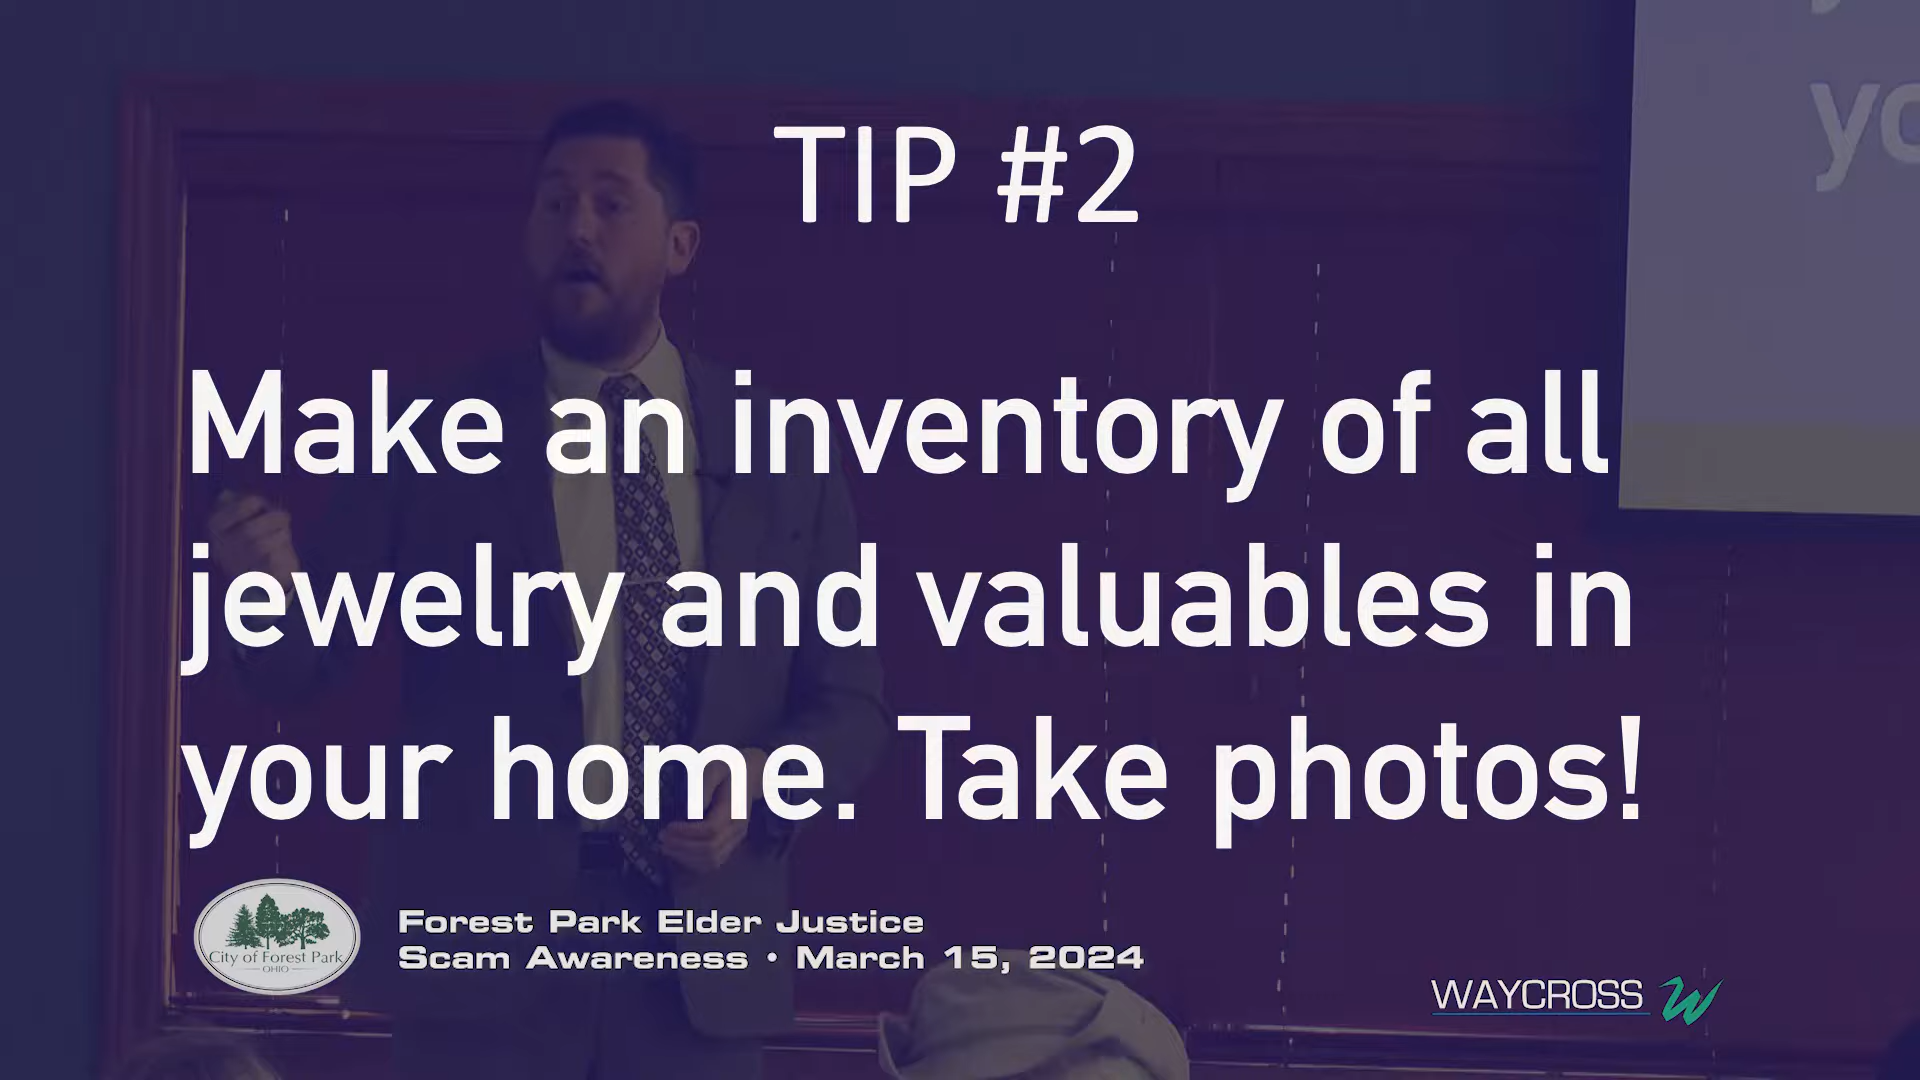 TIP #2
Make an inventory of all
jewelry and valuables in
your home. Take photos!
City of Forest Park
OHIO
Forest Park Elder Justice
Scam Awareness • March 15, 2024
WAYCROSS